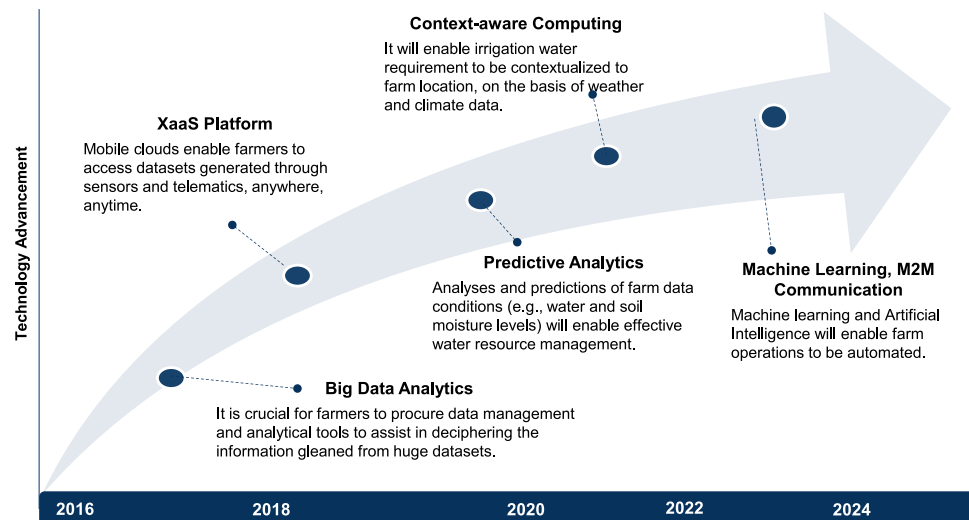 Context-aware Computing
It will enable irrigation water
requirement to be contextualized to
farm location, on the basis of weather
and climate data.
XaaS Platform
Mobile clouds enable farmers to
access datasets generated through
sensors and telematics, anywhere,
anytime.
Technology Advancement
Predictive Analytics
Analyses and predictions of farm data
conditions (e.g., water and soil
moisture levels) will enable effective
water resource management.
Machine Learning, M2M
Communication
Machine learning and Artificial
Intelligence will enable farm
operations to be automated.
Big Data Analytics
It is crucial for farmers to procure data management
and analytical tools to assist in deciphering the
information gleaned from huge datasets.
2016 2018 2020 2022 2024